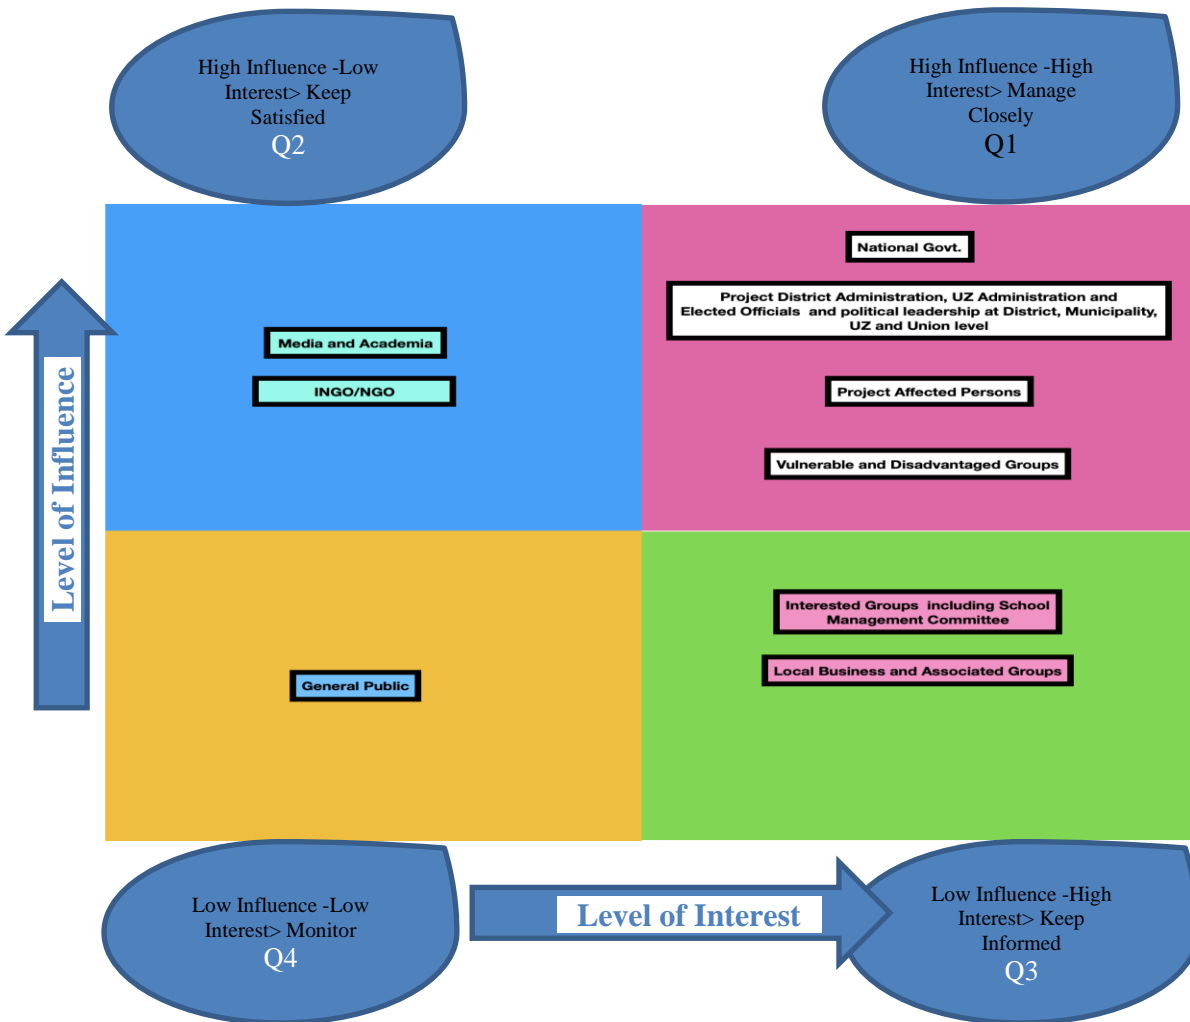 High Influence -Low
Interest> Keep
Satisfied
Q2
High Influence -High
Interest> Manage
Closely
Q1
National Govt.
Project District Administration, UZ Administration and
Elected Officials and political leadership at District, Municipality,
UZ and Union level
Media and Academia
INGO/NGO
Project Affected Persons
Vulnerable and Disadvantaged Groups
Level of Influence
Interested Groups including School
Management Committee
Local Business and Associated Groups
General Public
Low Influence -Low
Interest> Monitor
Q4
Level of Interest
Low Influence -High
Interest> Keep
Informed
Q3